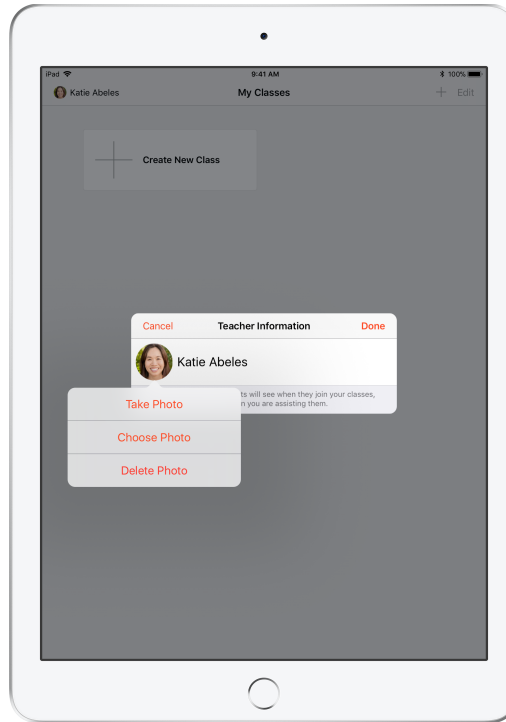 iPad 9:41 AM 100%
Katie Abeles My Classes Edit
Create New Class
Cancel Teacher Information Done
Katie Abeles
ts will see when they join your classes,
n you are assisting them.
Take Photo
Choose Photo
Delete Photo